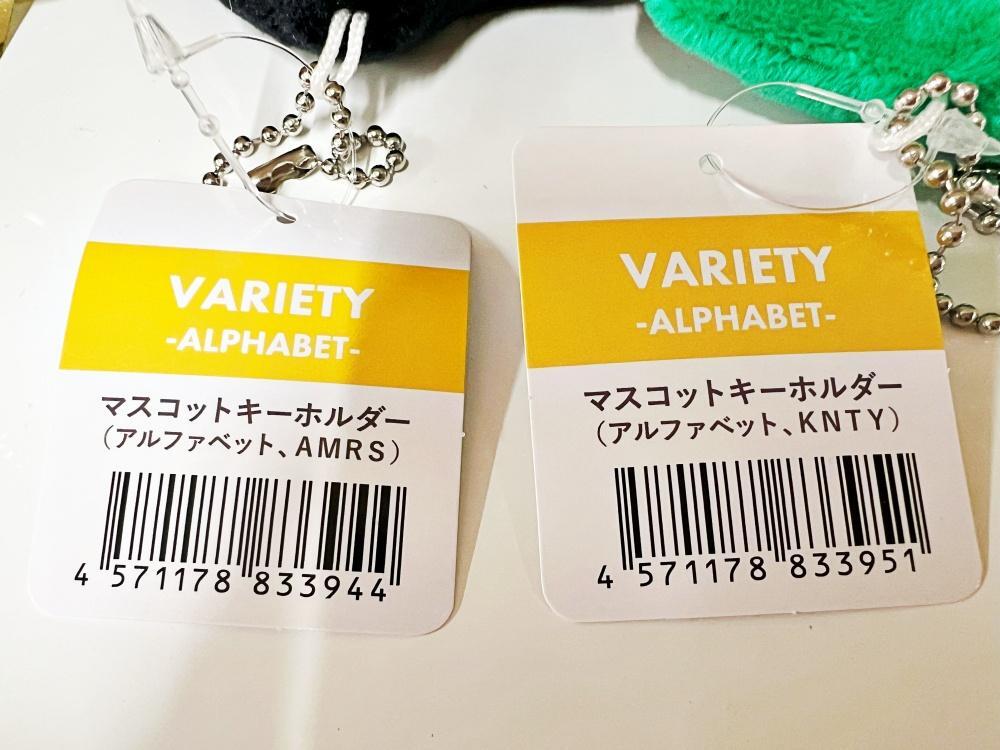 VARIETY
-ALPHABET-
マスコットキーホルダー
(アルファベット、AMRS)
4 571178 833944
VARIETY
-ALPHABET-
マスコットキーホルダー
(アルファベット、KNTY)
4 571178 833951